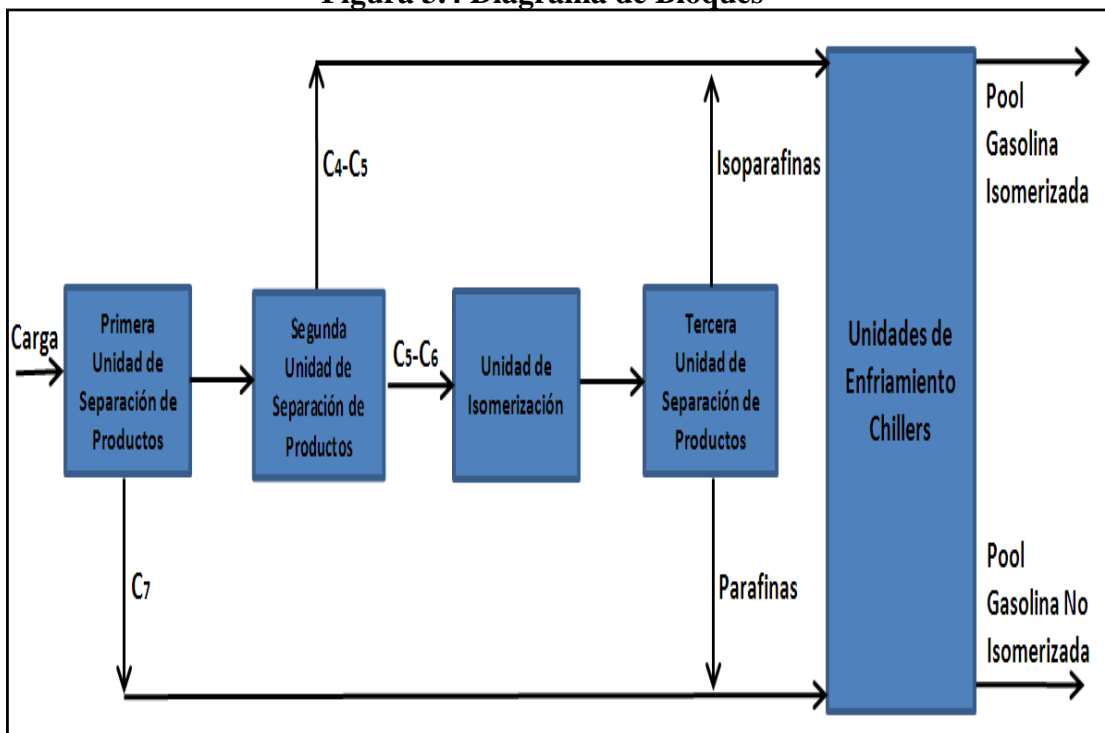 Figura 3.4 Diagrama de Bloques
C4-C5
Isoparafinas
Pool
Gasolina
Isomerizada
Carga
Primera
Unidad de
Separación de
Productos
Segunda
Unidad de
Separación de
Productos
C5-C6
Unidad de
Isomerización
Tercera
Unidad de
Separación de
Productos
Unidades de
Enfriamiento
Chillers
C7
Parafinas
Pool
Gasolina No
Isomerizada